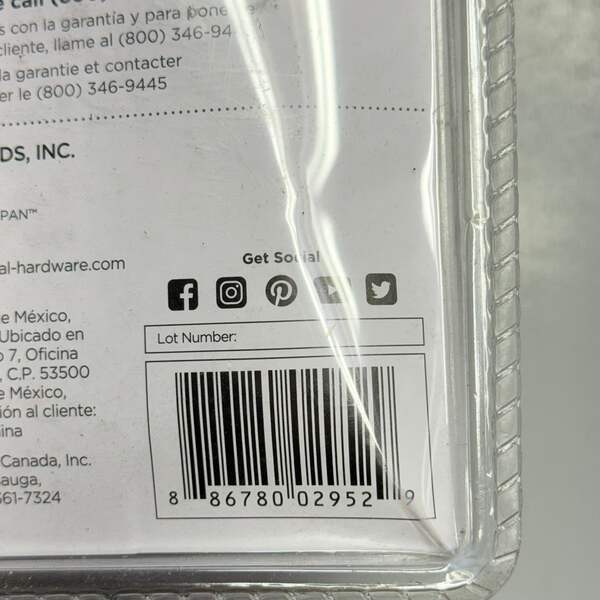 s con la garantía y para pone
cliente, llame al (800) 346-94
la garantie et contacter
er le (800) 346-9445
DS, INC.
PAN™
al-hardware.com
Get Social
e México,
Ubicado en
o 7, Oficina
, C.P. 53500
e México,
ión al cliente:
ina
Canada, Inc.
auga,
661-7324
Lot Number:
8 86780 02952 9